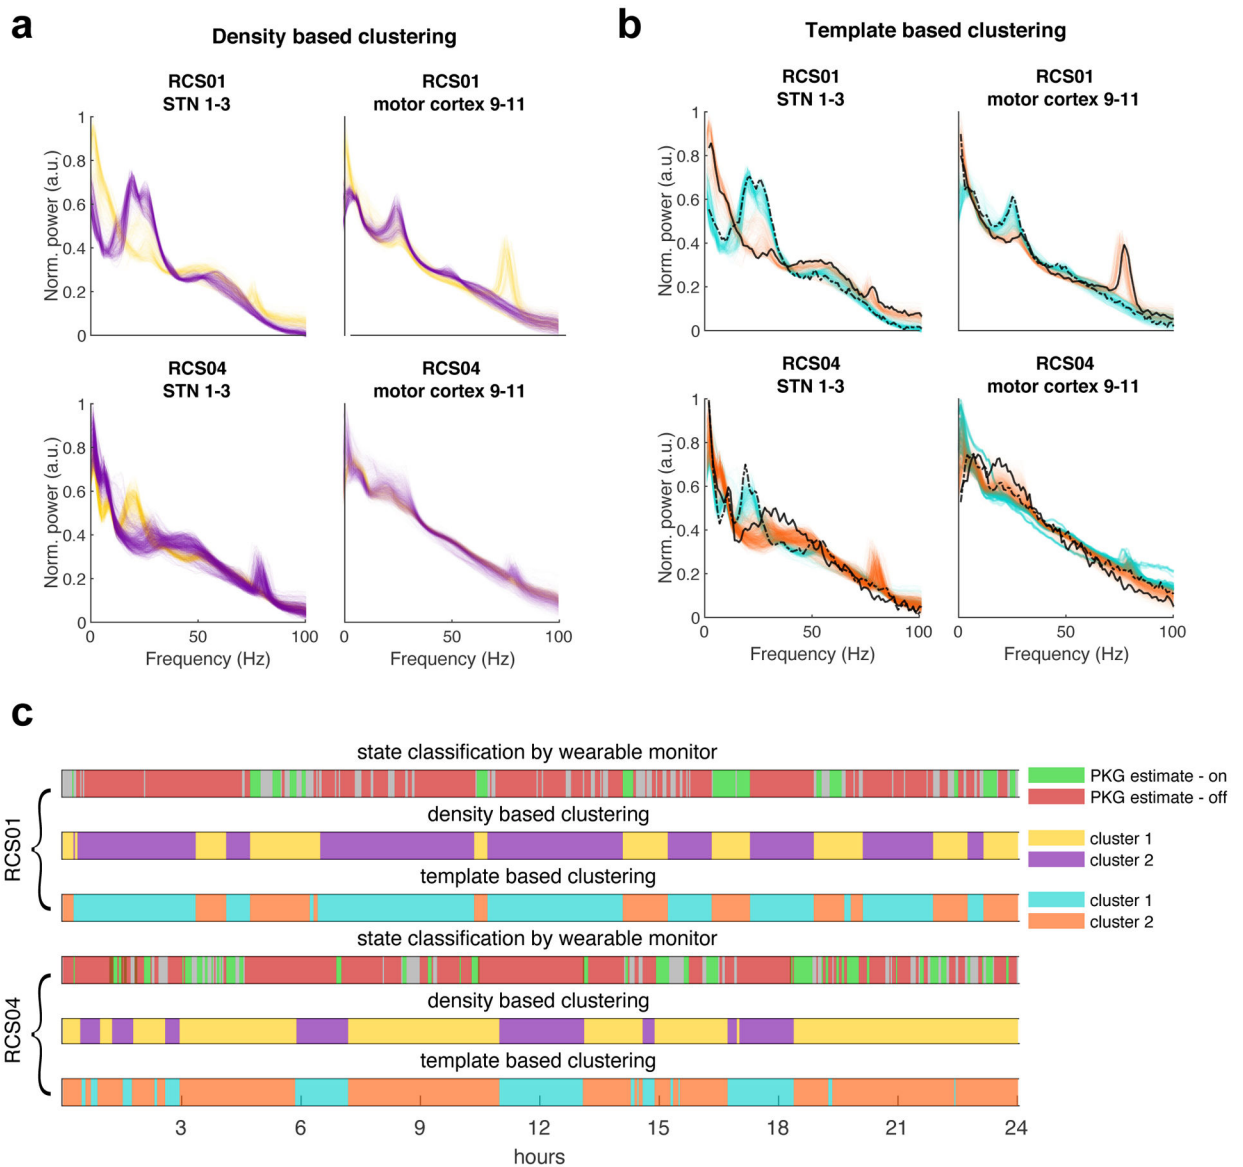 a
Density based clustering
RCS01
STN 1-3
RCS01
motor cortex 9-11
Norm. power (a.u.)
1
0.8
0.6
0.4
0.2
0
RCS04
STN 1-3
RCS04
motor cortex 9-11
Norm. power (a.u.)
1
0.8
0.6
0.4
0.2
0
0 50 100
0 50 100
Frequency (Hz)
Frequency (Hz)
b
Template based clustering
RCS01
STN 1-3
RCS01
motor cortex 9-11
Norm. power (a.u.)
1
0.8
0.6
0.4
0.2
0
RCS04
STN 1-3
RCS04
motor cortex 9-11
Norm. power (a.u.)
1
0.8
0.6
0.4
0.2
0
0 50 100
0 50 100
Frequency (Hz)
Frequency (Hz)
c
RCS01
state classification by wearable monitor
PKG estimate - on
PKG estimate - off
density based clustering
cluster 1
cluster 2
template based clustering
cluster 1
cluster 2
RCS04
state classification by wearable monitor
density based clustering
template based clustering
3 6 9 12 15 18 21 24
hours